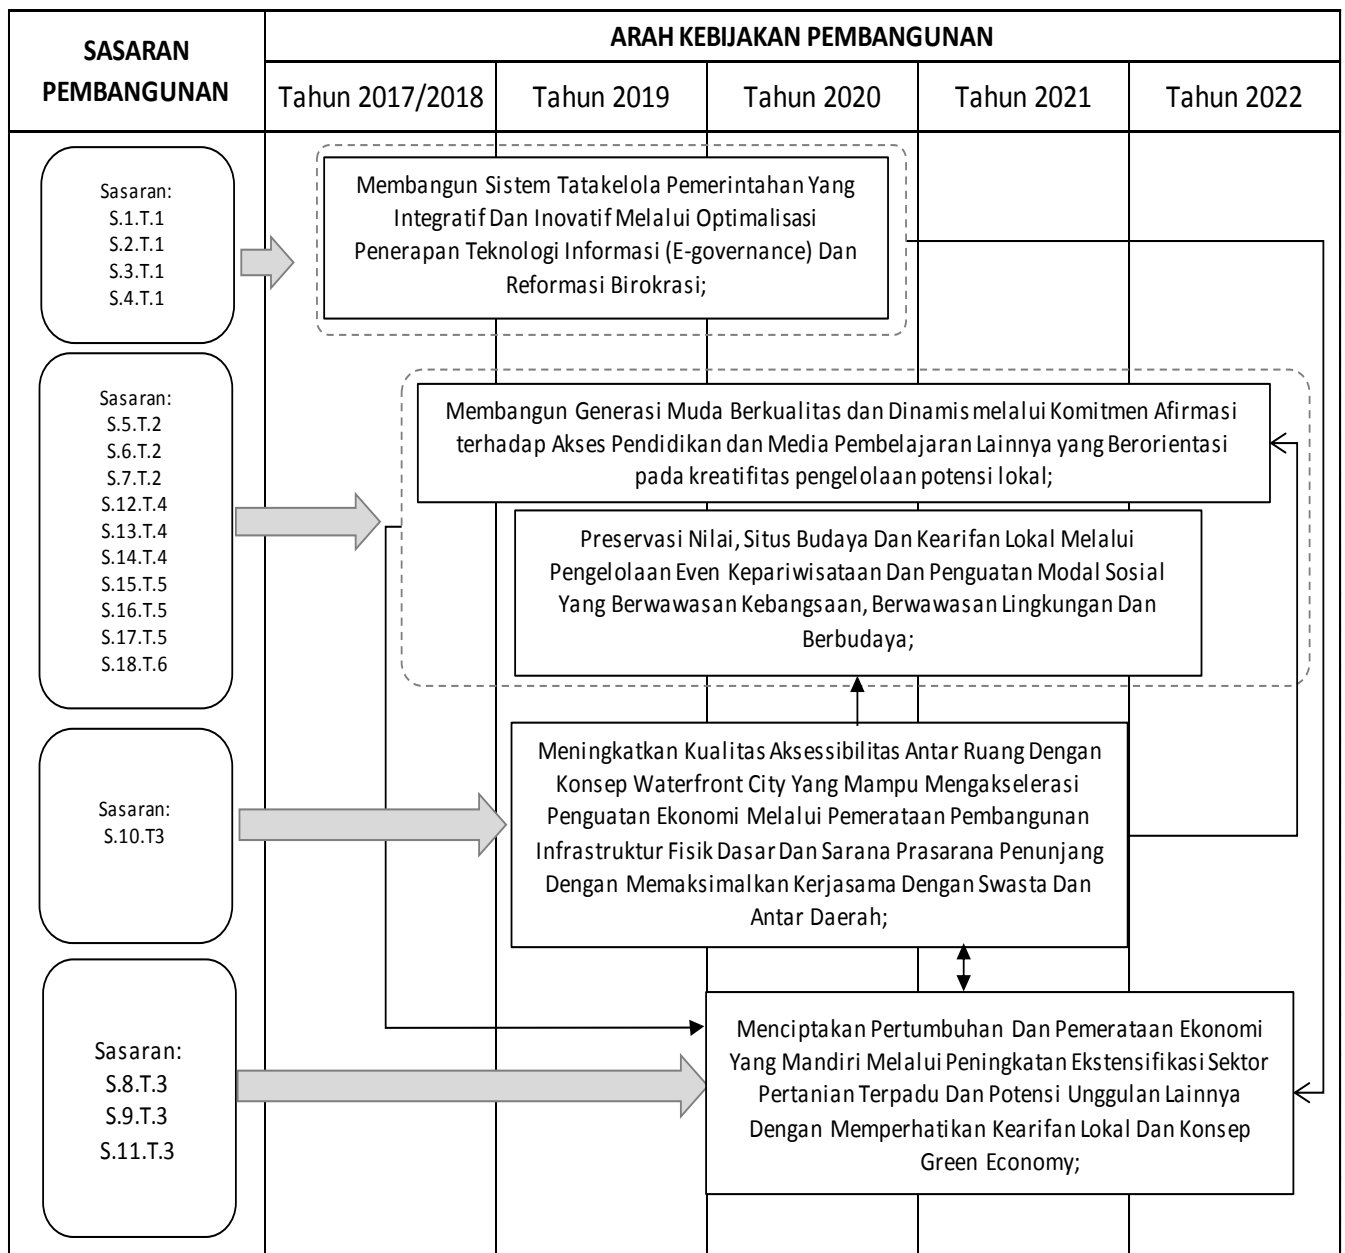 SASARAN
PEMBANGUNAN
ARAH KEBIJAKAN PEMBANGUNAN
Tahun 2017/2018
Tahun 2019
Tahun 2020
Tahun 2021
Tahun 2022
Sasaran:
S.1.T.1
S.2.T.1
S.3.T.1
S.4.T.1
Membangun Sistem Tatakelola Pemerintahan Yang
Integratif Dan Inovatif Melalui Optimalisasi
Penerapan Teknologi Informasi (E-governance) Dan
Reformasi Birokrasi;
Sasaran:
S.5.T.2
S.6.T.2
S.7.T.2
S.12.T.4
S.13.T.4
S.14.T.4
S.15.T.5
S.16.T.5
S.17.T.5
S.18.T.6
Membangun Generasi Muda Berkualitas dan Dinamis melalui Komitmen Afirmasi
terhadap Akses Pendidikan dan Media Pembelajaran Lainnya yang Berorientasi
pada kreatifitas pengelolaan potensi lokal;
Preservasi Nilai, Situs Budaya Dan Kearifan Lokal Melalui
Pengelolaan Even Kepariwisataan Dan Penguatan Modal Sosial
Yang Berwawasan Kebangsaan, Berwawasan Lingkungan Dan
Berbudaya;
Sasaran:
S.10.T3
Meningkatkan Kualitas Aksessibilitas Antar Ruang Dengan
Konsep Waterfront City Yang Mampu Mengakselerasi
Penguatan Ekonomi Melalui Pemerataan Pembangunan
Infrastruktur Fisik Dasar Dan Sarana Prasarana Penunjang
Dengan Memaksimalkan Kerjasama Dengan Swasta Dan
Antar Daerah;
Sasaran:
S.8.T.3
S.9.T.3
S.11.T.3
Menciptakan Pertumbuhan Dan Pemerataan Ekonomi
Yang Mandiri Melalui Peningkatan Ekstensifikasi Sektor
Pertanian Terpadu Dan Potensi Unggulan Lainnya
Dengan Memperhatikan Kearifan Lokal Dan Konsep
Green Economy;